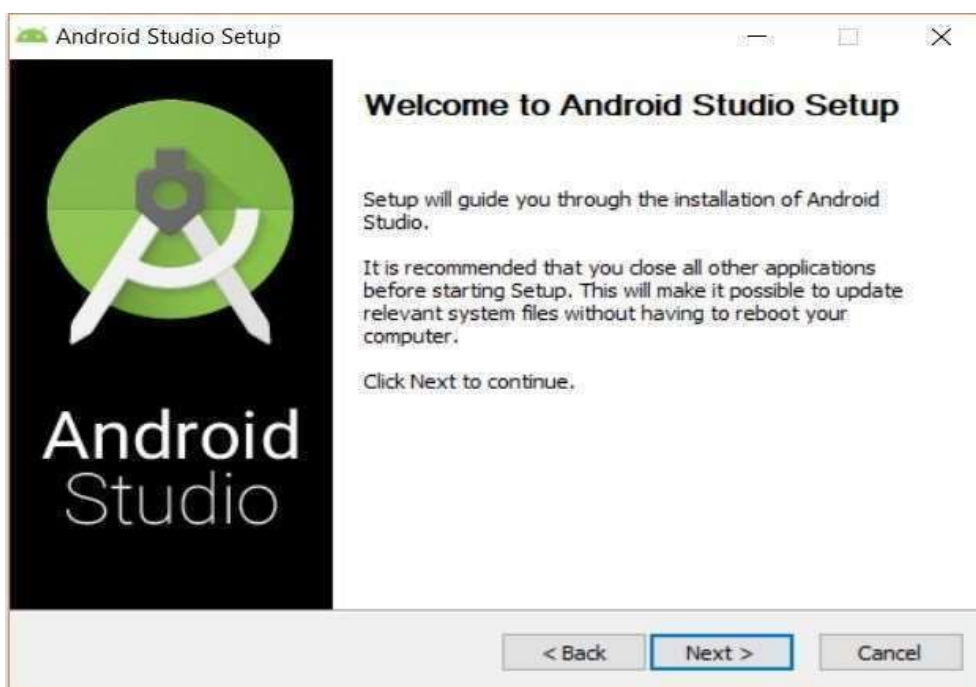 Android Studio Setup
Welcome to Android Studio Setup
Setup will guide you through the installation of Android
Studio.
It is recommended that you close all other applications
before starting Setup. This will make it possible to update
relevant system files without having to reboot your
computer.
Click Next to continue.
Android
Studio
< Back
Next >
Cancel